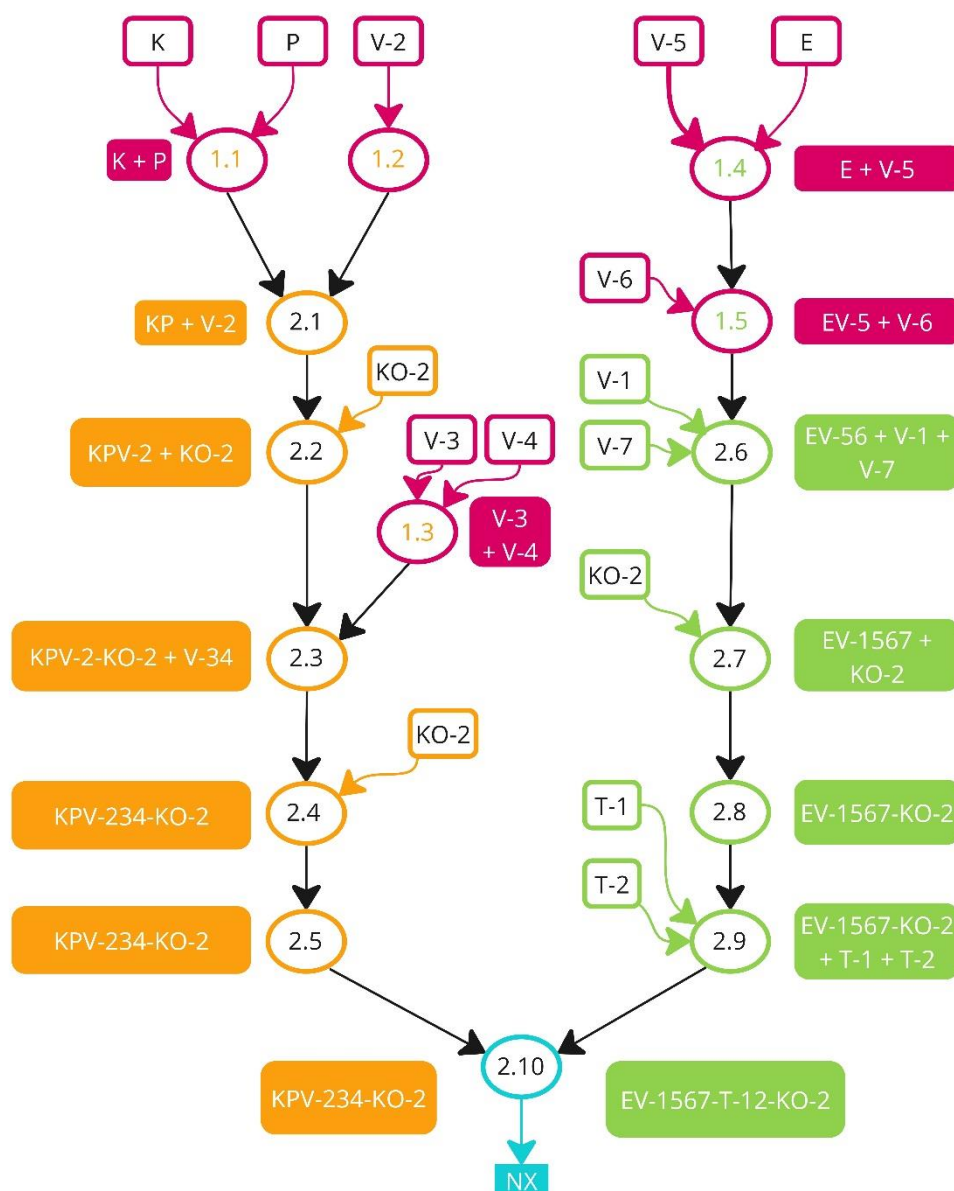 K
P
V-2
V-5
E
K + P
1.1
1.2
1.4
E + V-5
V-6
KP + V-2
2.1
1.5
EV-5 + V-6
KO-2
V-1
V-3
V-4
KPV-2 + KO-2
2.2
V-7
2.6
EV-56 + V-1 +
V-7
1.3
V-3
+ V-4
KO-2
KPV-2-KO-2 + V-34
2.3
2.7
EV-1567 +
KO-2
KO-2
KPV-234-KO-2
2.4
T-1
2.8
EV-1567-KO-2
T-2
KPV-234-KO-2
2.5
2.9
EV-1567-KO-2
+ T-1 + T-2
2.10
KPV-234-KO-2
EV-1567-T-12-KO-2
NX